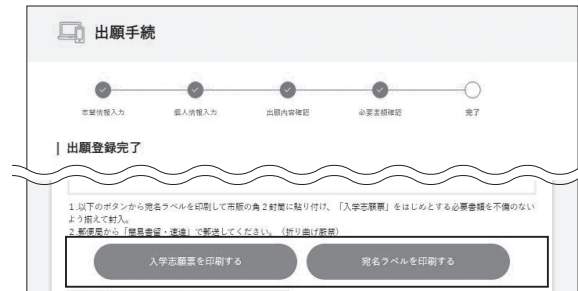 出願手続
志望情報入力 個人情報入力 出願内容確認 必要書類確認 完了
出願登録完了
1.以下のボタンから宛名ラベルを印刷して市販の角2封筒に貼り付け、「入学志願票」をはじめとする必要書類を不備のない
よう揃えて封入。
2.郵便局から「簡易書留・速達」で郵送してください。（折り曲げ厳禁）
入学志願票を印刷する 宛名ラベルを印刷する